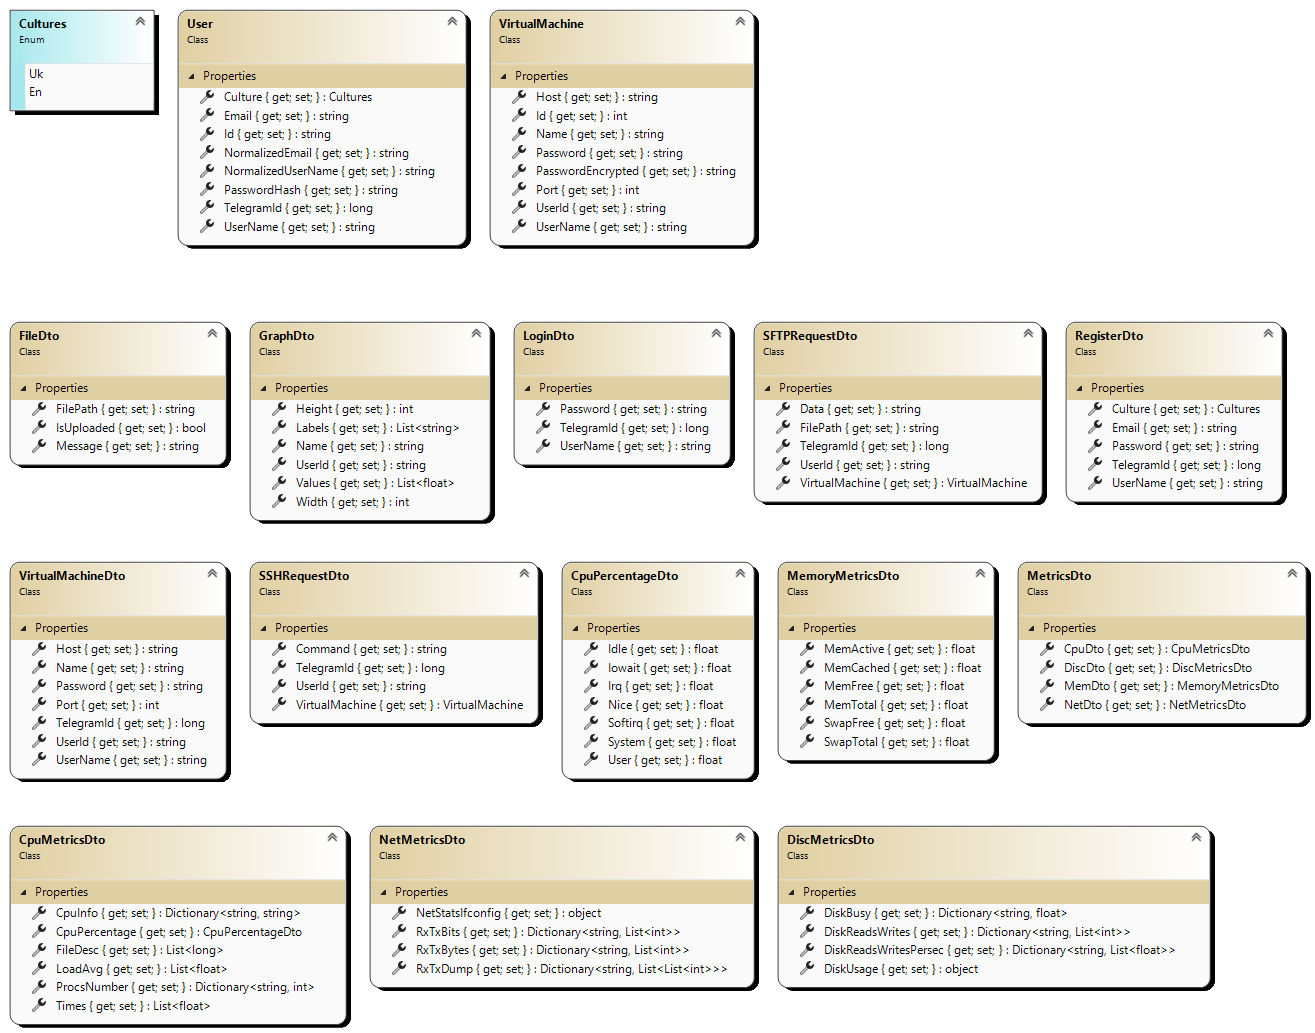 Cultures
Enum
Uk
En
User
Class
Properties
Culture { get; set; } : Cultures
Email { get; set; } : string
Id { get; set; } : string
NormalizedEmail { get; set; } : string
NormalizedUserName { get; set; } : string
PasswordHash { get; set; } : string
TelegramId { get; set; } : long
UserName { get; set; } : string
VirtualMachine
Class
Properties
Host { get; set; } : string
Id { get; set; } : int
Name { get; set; } : string
Password { get; set; } : string
PasswordEncrypted { get; set; } : string
Port { get; set; } : int
UserId { get; set; } : string
UserName { get; set; } : string
FileDto
Class
Properties
FilePath { get; set; } : string
IsUploaded { get; set; } : bool
Message { get; set; } : string
GraphDto
Class
Properties
Height { get; set; } : int
Labels { get; set; } : List<string>
Name { get; set; } : string
UserId { get; set; } : string
Values { get; set; } : List<float>
Width { get; set; } : int
LoginDto
Class
Properties
Password { get; set; } : string
TelegramId { get; set; } : long
UserName { get; set; } : string
SFTPRequestDto
Class
Properties
Data { get; set; } : string
FilePath { get; set; } : string
TelegramId { get; set; } : long
UserId { get; set; } : string
VirtualMachine { get; set; } : VirtualMachine
RegisterDto
Class
Properties
Culture { get; set; } : Cultures
Email { get; set; } : string
Password { get; set; } : string
TelegramId { get; set; } : long
UserName { get; set; } : string
VirtualMachineDto
Class
Properties
Host { get; set; } : string
Name { get; set; } : string
Password { get; set; } : string
Port { get; set; } : int
TelegramId { get; set; } : long
UserId { get; set; } : string
UserName { get; set; } : string
SSHRequestDto
Class
Properties
Command { get; set; } : string
TelegramId { get; set; } : long
UserId { get; set; } : string
VirtualMachine { get; set; } : VirtualMachine
CpuPercentageDto
Class
Properties
Idle { get; set; } : float
Iowait { get; set; } : float
Irq { get; set; } : float
Nice { get; set; } : float
Softirq { get; set; } : float
System { get; set; } : float
User { get; set; } : float
MemoryMetricsDto
Class
Properties
MemActive { get; set; } : float
MemCached { get; set; } : float
MemFree { get; set; } : float
MemTotal { get; set; } : float
SwapFree { get; set; } : float
SwapTotal { get; set; } : float
MetricsDto
Class
Properties
CpuDto { get; set; } : CpuMetricsDto
DiscDto { get; set; } : DiscMetricsDto
MemDto { get; set; } : MemoryMetricsDto
NetDto { get; set; } : NetMetricsDto
CpuMetricsDto
Class
Properties
CpuInfo { get; set; } : Dictionary<string, string>
CpuPercentage { get; set; } : CpuPercentageDto
FileDesc { get; set; } : List<long>
LoadAvg { get; set; } : List<float>
ProcsNumber { get; set; } : Dictionary<string, int>
Times { get; set; } : List<float>
NetMetricsDto
Class
Properties
NetStatsIfconfig { get; set; } : object
RxTxBits { get; set; } : Dictionary<string, List<int>>
RxTxBytes { get; set; } : Dictionary<string, List<int>>
RxTxDump { get; set; } : Dictionary<string, List<List<int>>>
DiscMetricsDto
Class
Properties
DiskBusy { get; set; } : Dictionary<string, float>
DiskReadsWrites { get; set; } : Dictionary<string, List<int>>
DiskReadsWritesPersec { get; set; } : Dictionary<string, List<float>>
DiskUsage { get; set; } : object